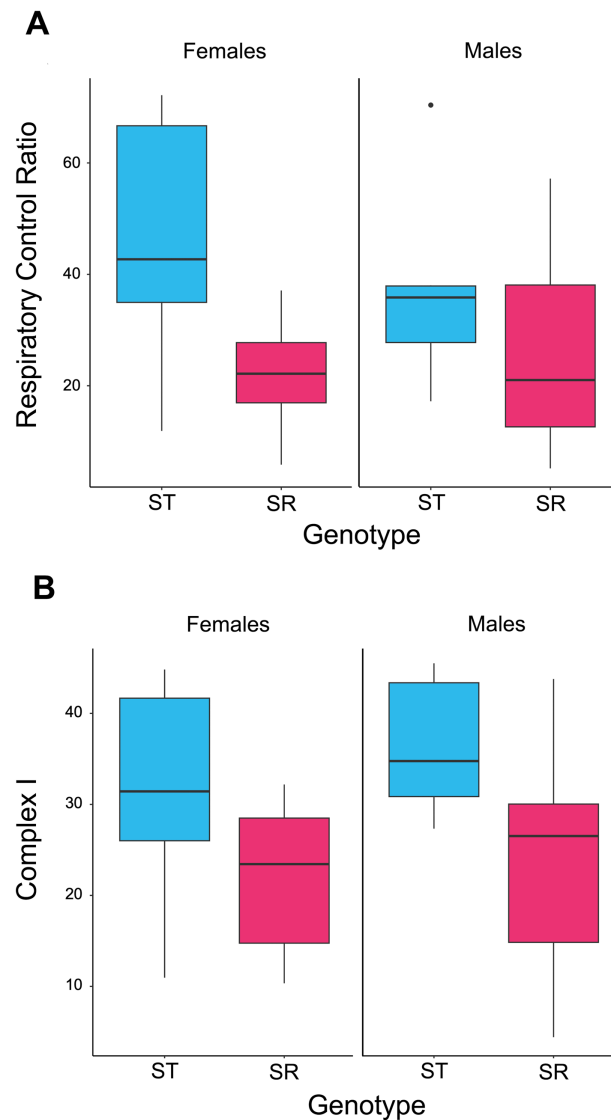 A
Females Males
Respiratory Control Ratio
60
40
20
ST SR ST SR
Genotype
B
Females Males
Complex I
40
30
20
10
ST SR ST SR
Genotype